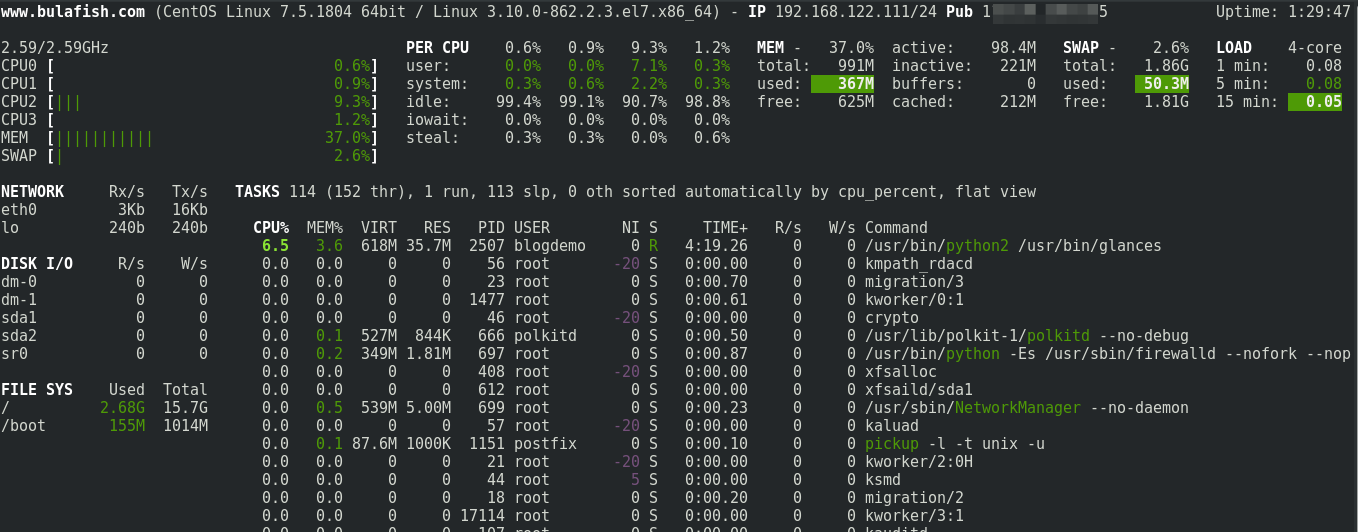 www.bulafish.com (CentOS Linux 7.5.1804 64bit / Linux 3.10.0-862.2.3.el7.x86_64) - IP 192.168.122.111/24 Pub 1 5 Uptime: 1:29:47
2.59/2.59GHz PER CPU 0.6% 0.9% 9.3% 1.2% MEM - 37.0% active: 98.4M SWAP - 2.6% LOAD 4-core
CPU0 [ 0.6%] user: 0.0% 0.0% 7.1% 0.3% total: 991M inactive: 221M total: 1.86G 1 min: 0.08
CPU1 [ 0.9%] system: 0.3% 0.6% 2.2% 0.3% used: 367M buffers: 0 used: 50.3M 5 min: 0.08
CPU2 [||| 9.3%] idle: 99.4% 99.1% 90.7% 98.8% free: 625M cached: 212M free: 1.81G 15 min: 0.05
CPU3 [ 1.2%] iowait: 0.0% 0.0% 0.0% 0.0%
MEM [||||||||||| 37.0%] steal: 0.3% 0.3% 0.0% 0.6%
SWAP [| 2.6%]
NETWORK Rx/s Tx/s TASKS 114 (152 thr), 1 run, 113 slp, 0 oth sorted automatically by cpu_percent, flat view
eth0 3Kb 16Kb
lo 240b 240b CPU% MEM% VIRT RES PID USER NI S TIME+ R/s W/s Command
6.5 3.6 618M 35.7M 2507 blogdemo 0 R 4:19.26 0 0 /usr/bin/python2 /usr/bin/glances
DISK I/O R/s W/s 0.0 0.0 0 0 56 root -20 S 0:00.00 0 0 kmpath_rdacd
dm-0 0 0 0.0 0.0 0 0 23 root 0 S 0:00.70 0 0 migration/3
dm-1 0 0 0.0 0.0 0 0 1477 root 0 S 0:00.61 0 0 kworker/0:1
sda1 0 0 0.0 0.0 0 0 46 root -20 S 0:00.00 0 0 crypto
sda2 0 0 0.0 0.1 527M 844K 666 polkitd 0 S 0:00.50 0 0 /usr/lib/polkit-1/polkitd --no-debug
sr0 0 0 0.0 0.2 349M 1.81M 697 root 0 S 0:00.87 0 0 /usr/bin/python -Es /usr/sbin/firewalld --nofork --nop
0.0 0.0 0 0 408 root -20 S 0:00.00 0 0 xfsalloc
FILE SYS Used Total 0.0 0.0 0 0 612 root 0 S 0:00.00 0 0 xfsaild/sda1
/ 2.68G 15.7G 0.0 0.5 539M 5.00M 699 root 0 S 0:00.23 0 0 /usr/sbin/NetworkManager --no-daemon
/boot 155M 1014M 0.0 0.0 0 0 57 root -20 S 0:00.00 0 0 kaluad
0.0 0.1 87.6M 1000K 1151 postfix 0 S 0:00.10 0 0 pickup -l -t unix -u
0.0 0.0 0 0 21 root -20 S 0:00.00 0 0 kworker/2:0H
0.0 0.0 0 0 44 root 5 S 0:00.00 0 0 ksmd
0.0 0.0 0 0 18 root 0 S 0:00.20 0 0 migration/2
0.0 0.0 0 0 17114 root 0 S 0:00.00 0 0 kworker/3:1
0.0 0.0 0 0 107 root 0 S 0:00.00 0 0 kauditd